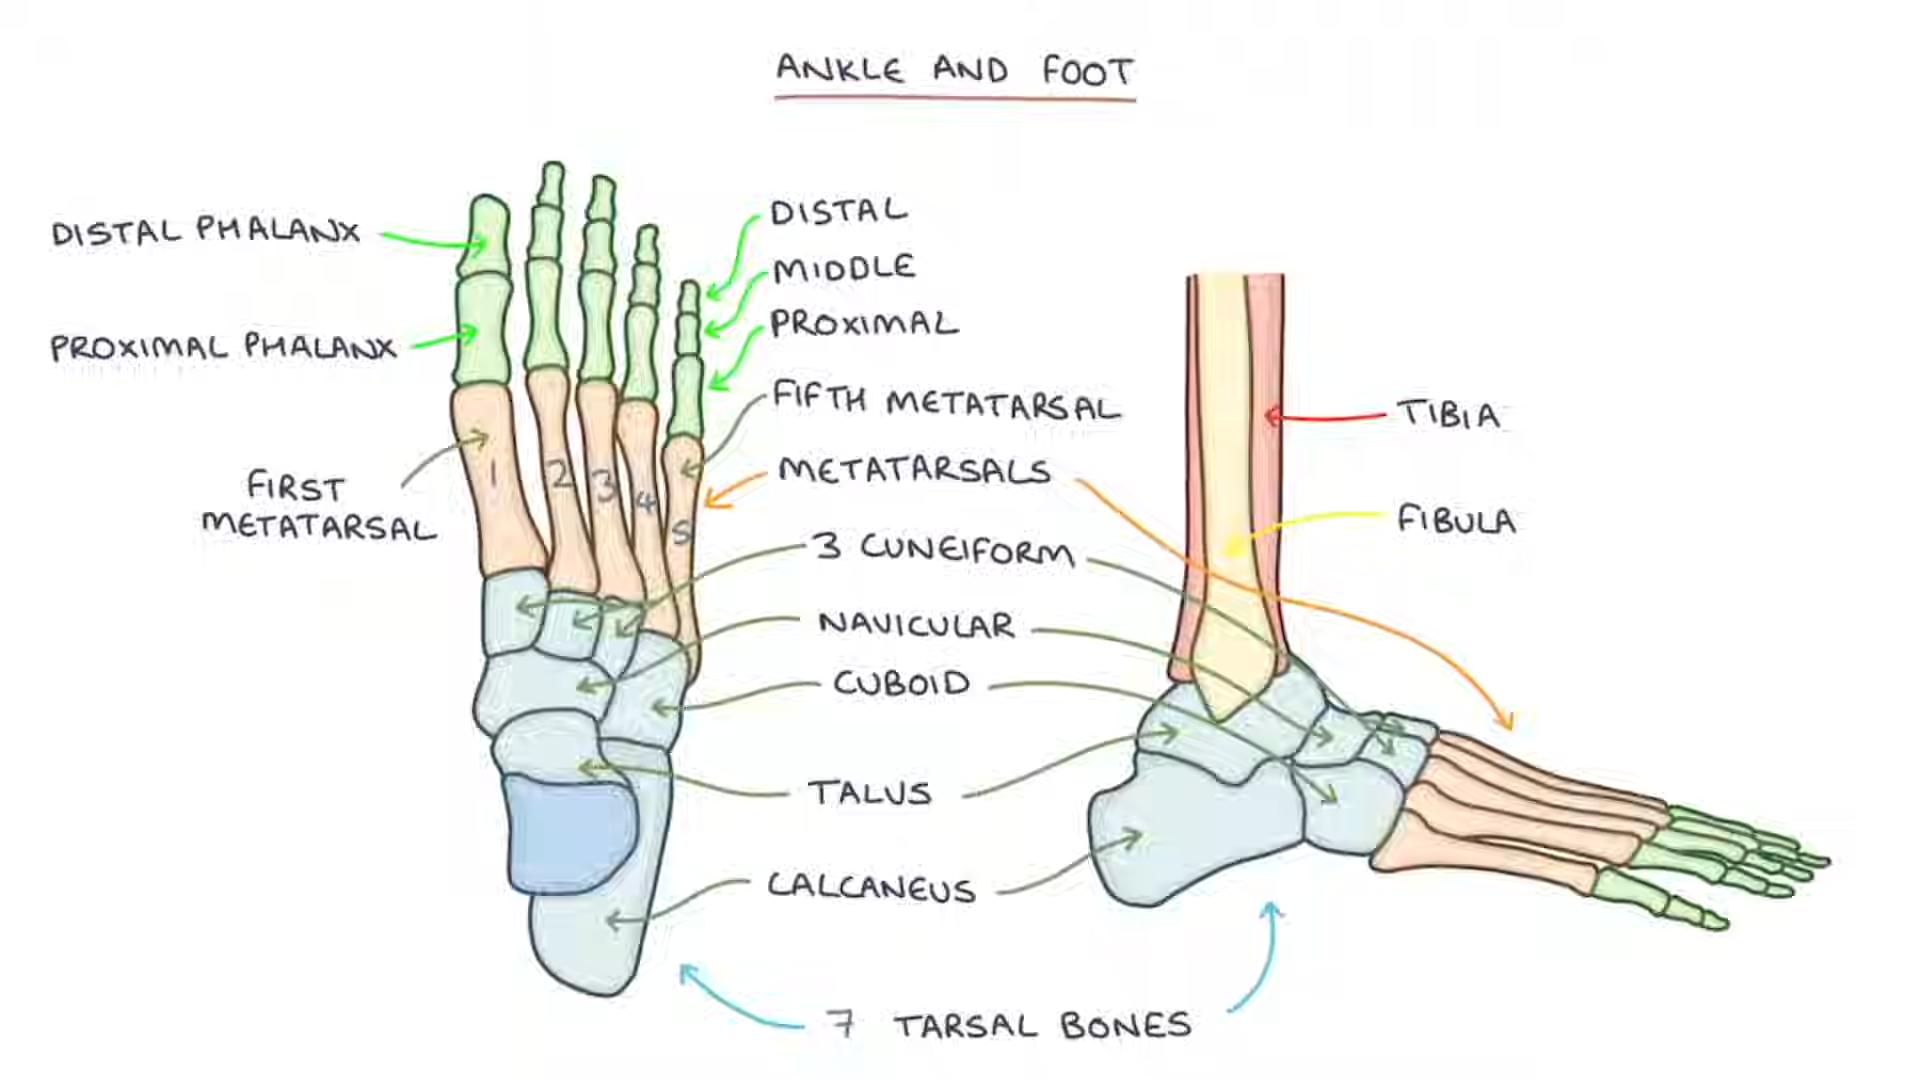 ANKLE AND FOOT
DISTAL PHALANX
PROXIMAL PHALANX
FIRST
METATARSAL
1
2
3
4
5
DISTAL
MIDDLE
PROXIMAL
FIFTH METATARSAL
METATARSALS
3 CUNEIFORM
NAVICULAR
CUBOID
TALUS
CALCANEUS
7 TARSAL BONES
TIBIA
FIBULA